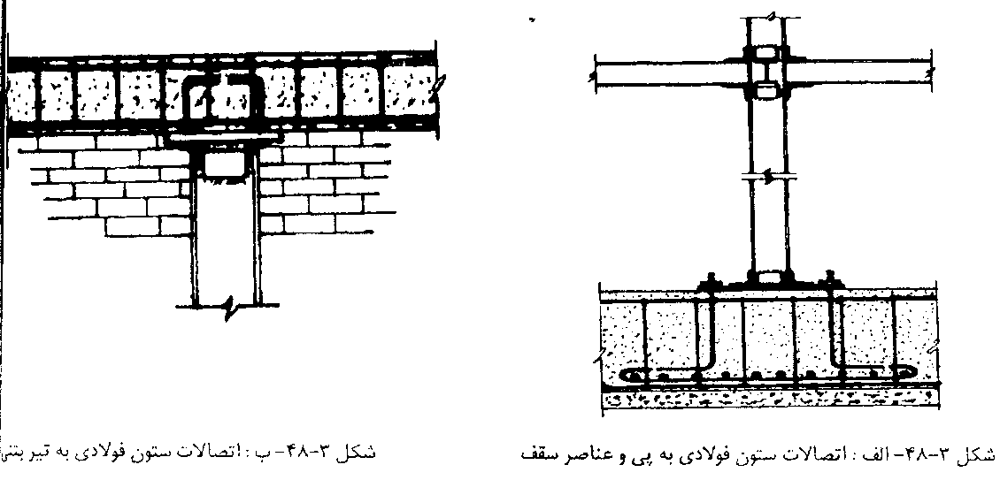 شکل ۳-۴۸- الف : اتصالات ستون فولادی به پی و عناصر سقف
شکل ۳-۴۸- ب : اتصالات ستون فولادی به تیر بتنی